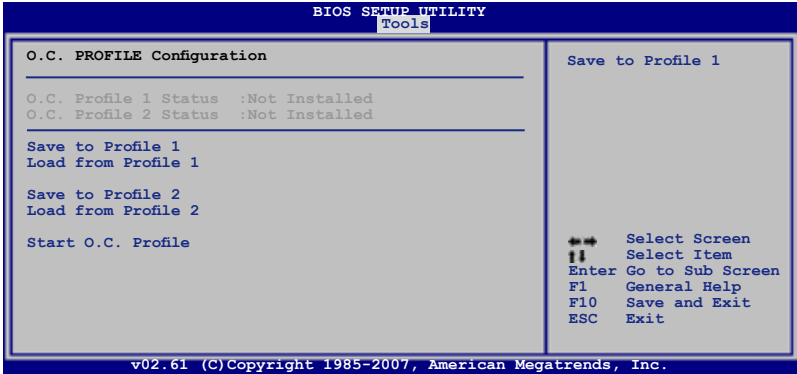 BIOS SETUP UTILITY
Tools
O.C. PROFILE Configuration
O.C. Profile 1 Status :Not Installed
O.C. Profile 2 Status :Not Installed
Save to Profile 1
Load from Profile 1
Save to Profile 2
Load from Profile 2
Start O.C. Profile
Save to Profile 1
←→ Select Screen
↑↓ Select Item
Enter Go to Sub Screen
F1 General Help
F10 Save and Exit
ESC Exit
v02.61 (C)Copyright 1985-2007, American Megatrends, Inc.